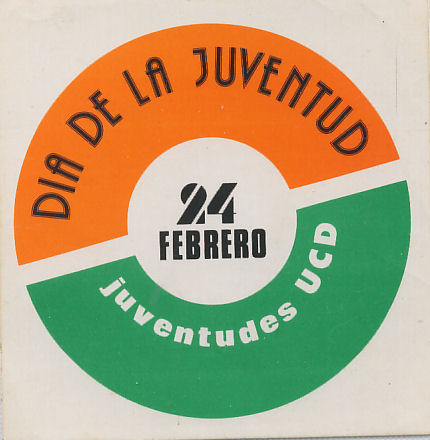 DIA DE LA JUVENTUD
24
FEBRERO
juventudes UCD